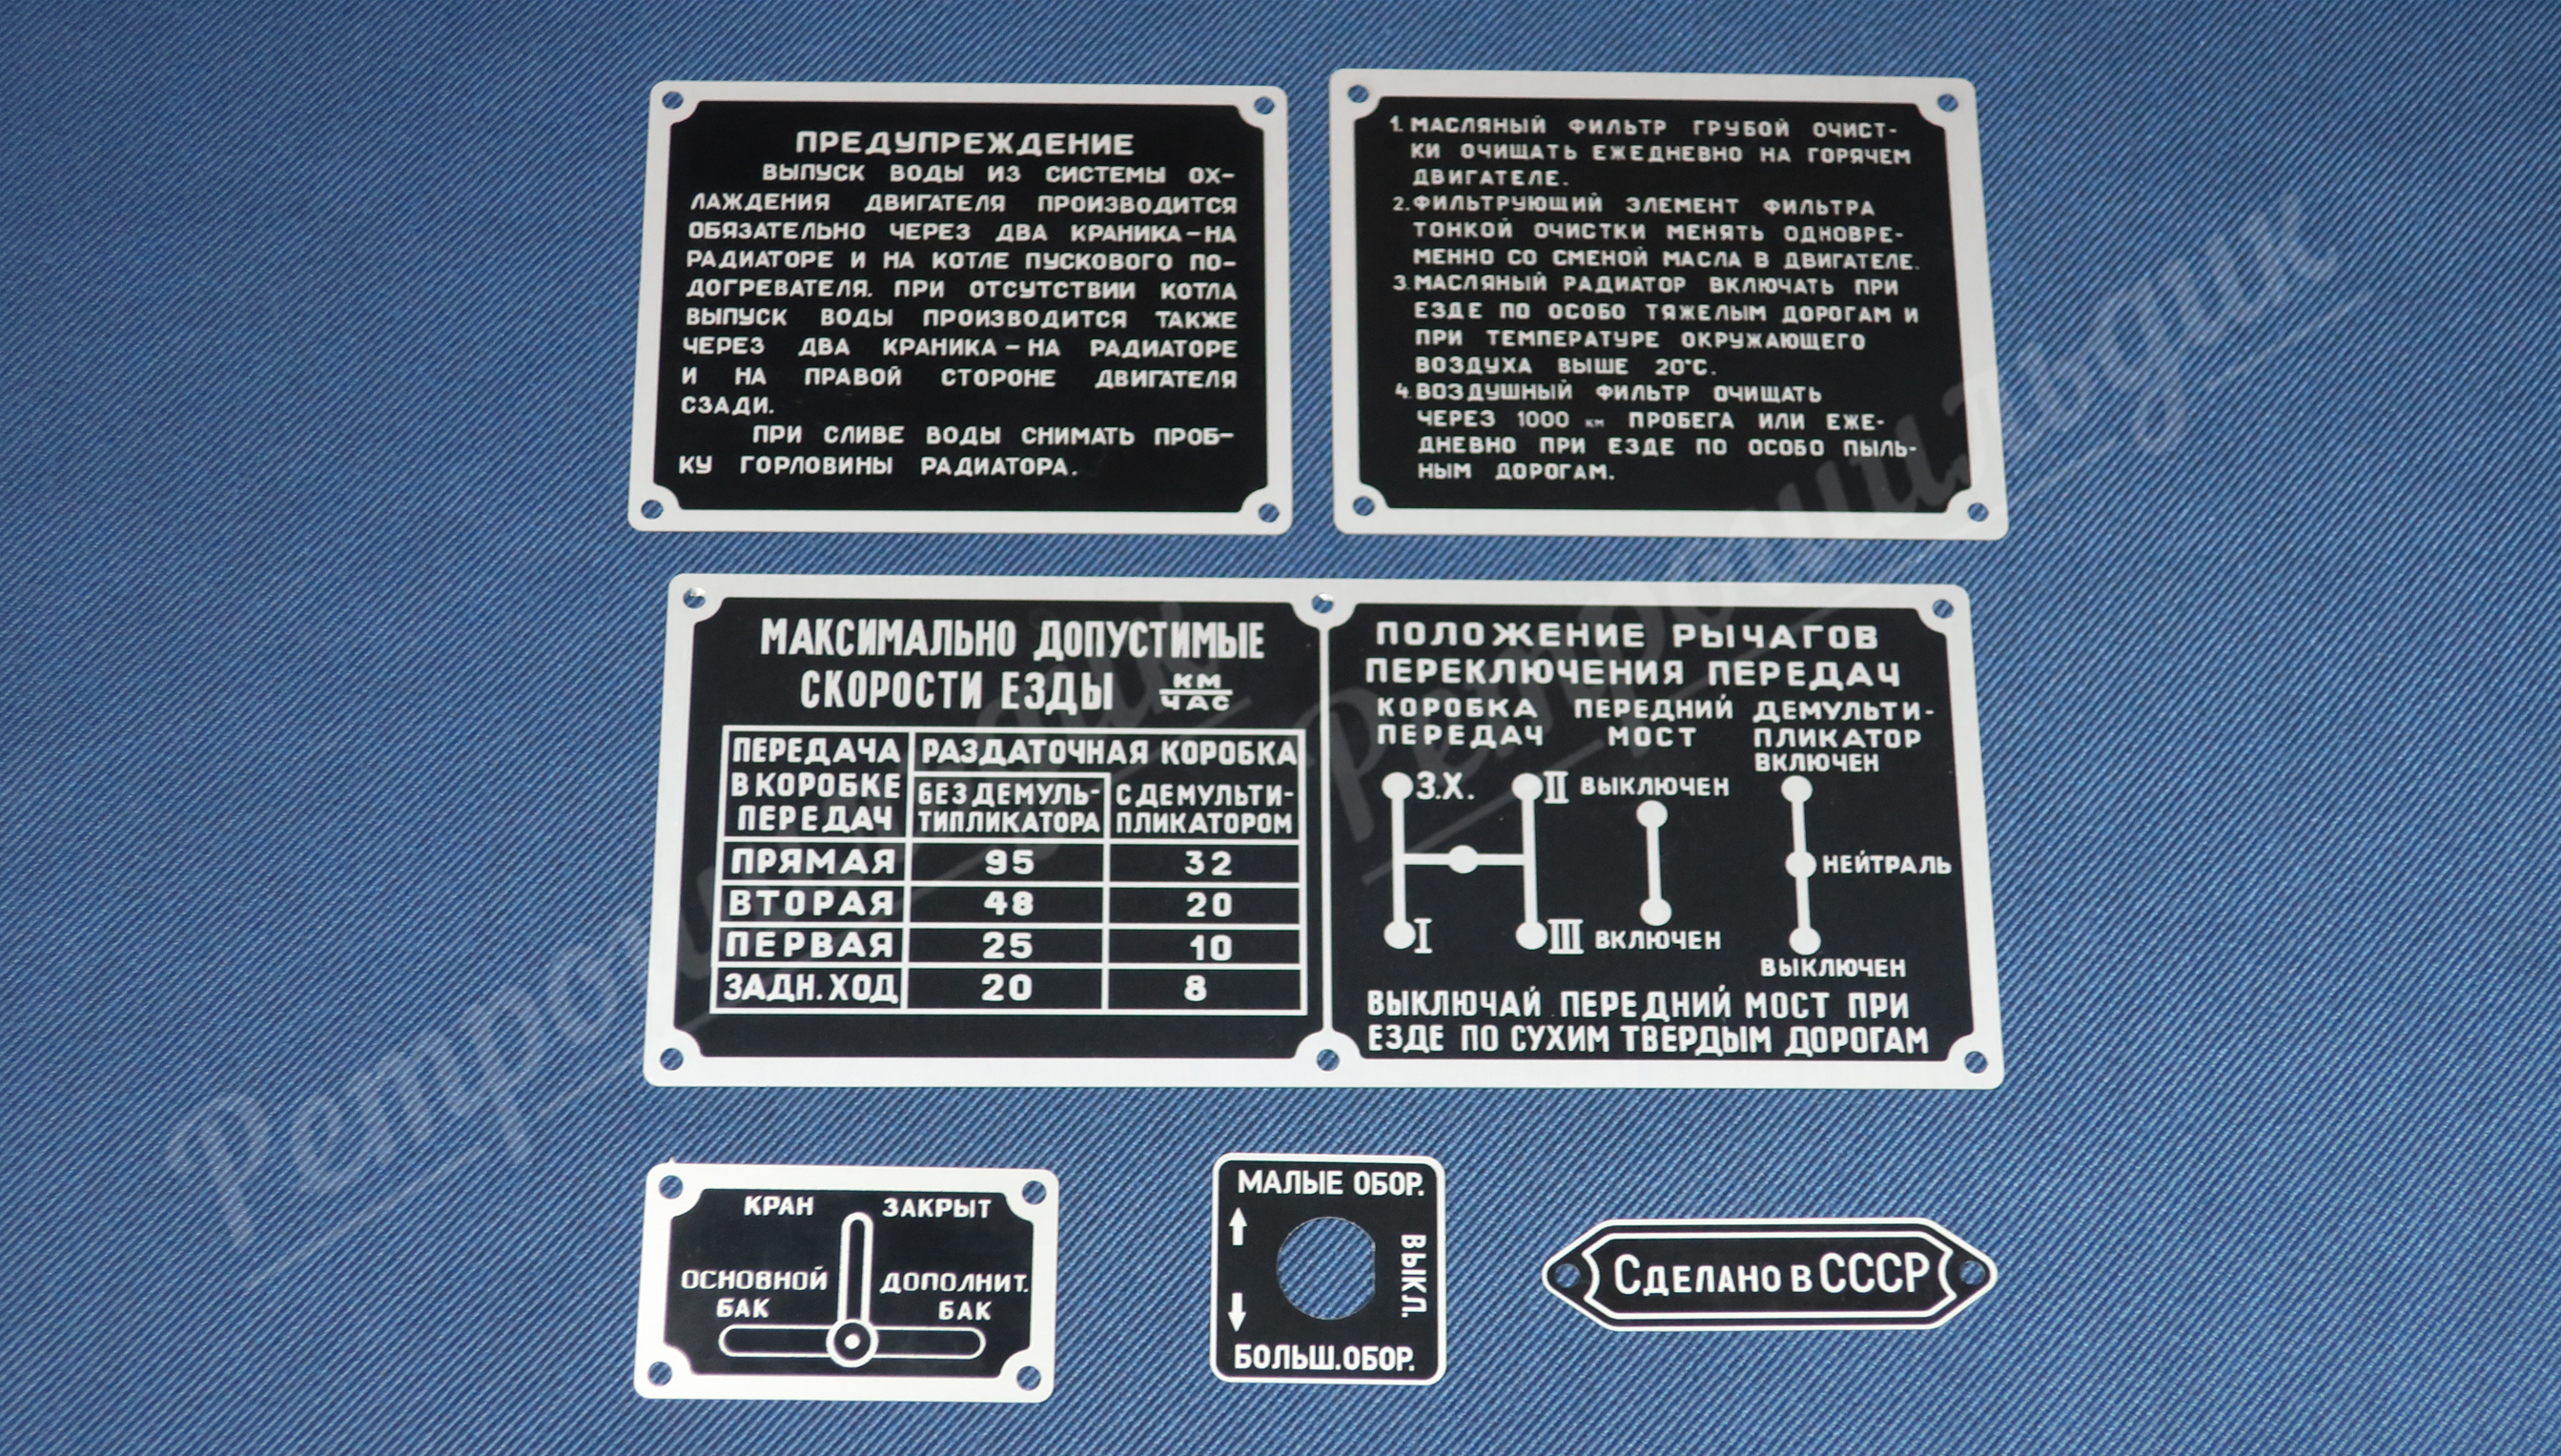 ПРЕДУПРЕЖДЕНИЕ
ВЫПУСК ВОДЫ ИЗ СИСТЕМЫ ОХ-
ЛАЖДЕНИЯ ДВИГАТЕЛЯ ПРОИЗВОДИТСЯ
ОБЯЗАТЕЛЬНО ЧЕРЕЗ ДВА КРАНИКА-НА
РАДИАТОРЕ И НА КОТЛЕ ПУСКОВОГО ПО-
ДОГРЕВАТЕЛЯ. ПРИ ОТСУТСТВИИ КОТЛА
ВЫПУСК ВОДЫ ПРОИЗВОДИТСЯ ТАКЖЕ
ЧЕРЕЗ ДВА КРАНИКА-НА РАДИАТОРЕ
И НА ПРАВОЙ СТОРОНЕ ДВИГАТЕЛЯ
СЗАДИ.
ПРИ СЛИВЕ ВОДЫ СНИМАТЬ ПРОБ-
КУ ГОРЛОВИНЫ РАДИАТОРА.
1. МАСЛЯНЫЙ ФИЛЬТР ГРУБОЙ ОЧИСТ-
КИ ОЧИЩАТЬ ЕЖЕДНЕВНО НА ГОРЯЧЕМ
ДВИГАТЕЛЕ.
2. ФИЛЬТРУЮЩИЙ ЭЛЕМЕНТ ФИЛЬТРА
ТОНКОЙ ОЧИСТКИ МЕНЯТЬ ОДНОВРЕ-
МЕННО СО СМЕНОЙ МАСЛА В ДВИГАТЕЛЕ.
3. МАСЛЯНЫЙ РАДИАТОР ВКЛЮЧАТЬ ПРИ
ЕЗДЕ ПО ОСОБО ТЯЖЕЛЫМ ДОРОГАМ И
ПРИ ТЕМПЕРАТУРЕ ОКРУЖАЮЩЕГО
ВОЗДУХА ВЫШЕ 20°С.
4. ВОЗДУШНЫЙ ФИЛЬТР ОЧИЩАТЬ
ЧЕРЕЗ 1000 км ПРОБЕГА ИЛИ ЕЖЕ-
ДНЕВНО ПРИ ЕЗДЕ ПО ОСОБО ПЫЛЬ-
НЫМ ДОРОГАМ.
МАКСИМАЛЬНО ДОПУСТИМЫЕ
СКОРОСТИ ЕЗДЫ КМ/ЧАС
ПЕРЕДАЧА РАЗДАТОЧНАЯ КОРОБКА
В КОРОБКЕ БЕЗ ДЕМУЛЬ- С ДЕМУЛЬТИ-
ПЕРЕДАЧ ТИПЛИКАТОРА ПЛИКАТОРОМ
ПРЯМАЯ 95 32
ВТОРАЯ 48 20
ПЕРВАЯ 25 10
ЗАДН. ХОД 20 8
ПОЛОЖЕНИЕ РЫЧАГОВ
ПЕРЕКЛЮЧЕНИЯ ПЕРЕДАЧ
КОРОБКА ПЕРЕДНИЙ ДЕМУЛЬТИ-
ПЕРЕДАЧ МОСТ ПЛИКАТОР
ВКЛЮЧЕН
З.Х. II ВЫКЛЮЧЕН
НЕЙТРАЛЬ
I III ВКЛЮЧЕН
ВЫКЛЮЧЕН
ВЫКЛЮЧАЙ ПЕРЕДНИЙ МОСТ ПРИ
ЕЗДЕ ПО СУХИМ ТВЕРДЫМ ДОРОГАМ
КРАН ЗАКРЫТ
ОСНОВНОЙ ДОПОЛНИТ.
БАК БАК
МАЛЫЕ ОБОР.
ВЫКЛ.
БОЛЬШ.ОБОР.
СДЕЛАНО В СССР
Ретрошильдик
Ретрошильдик